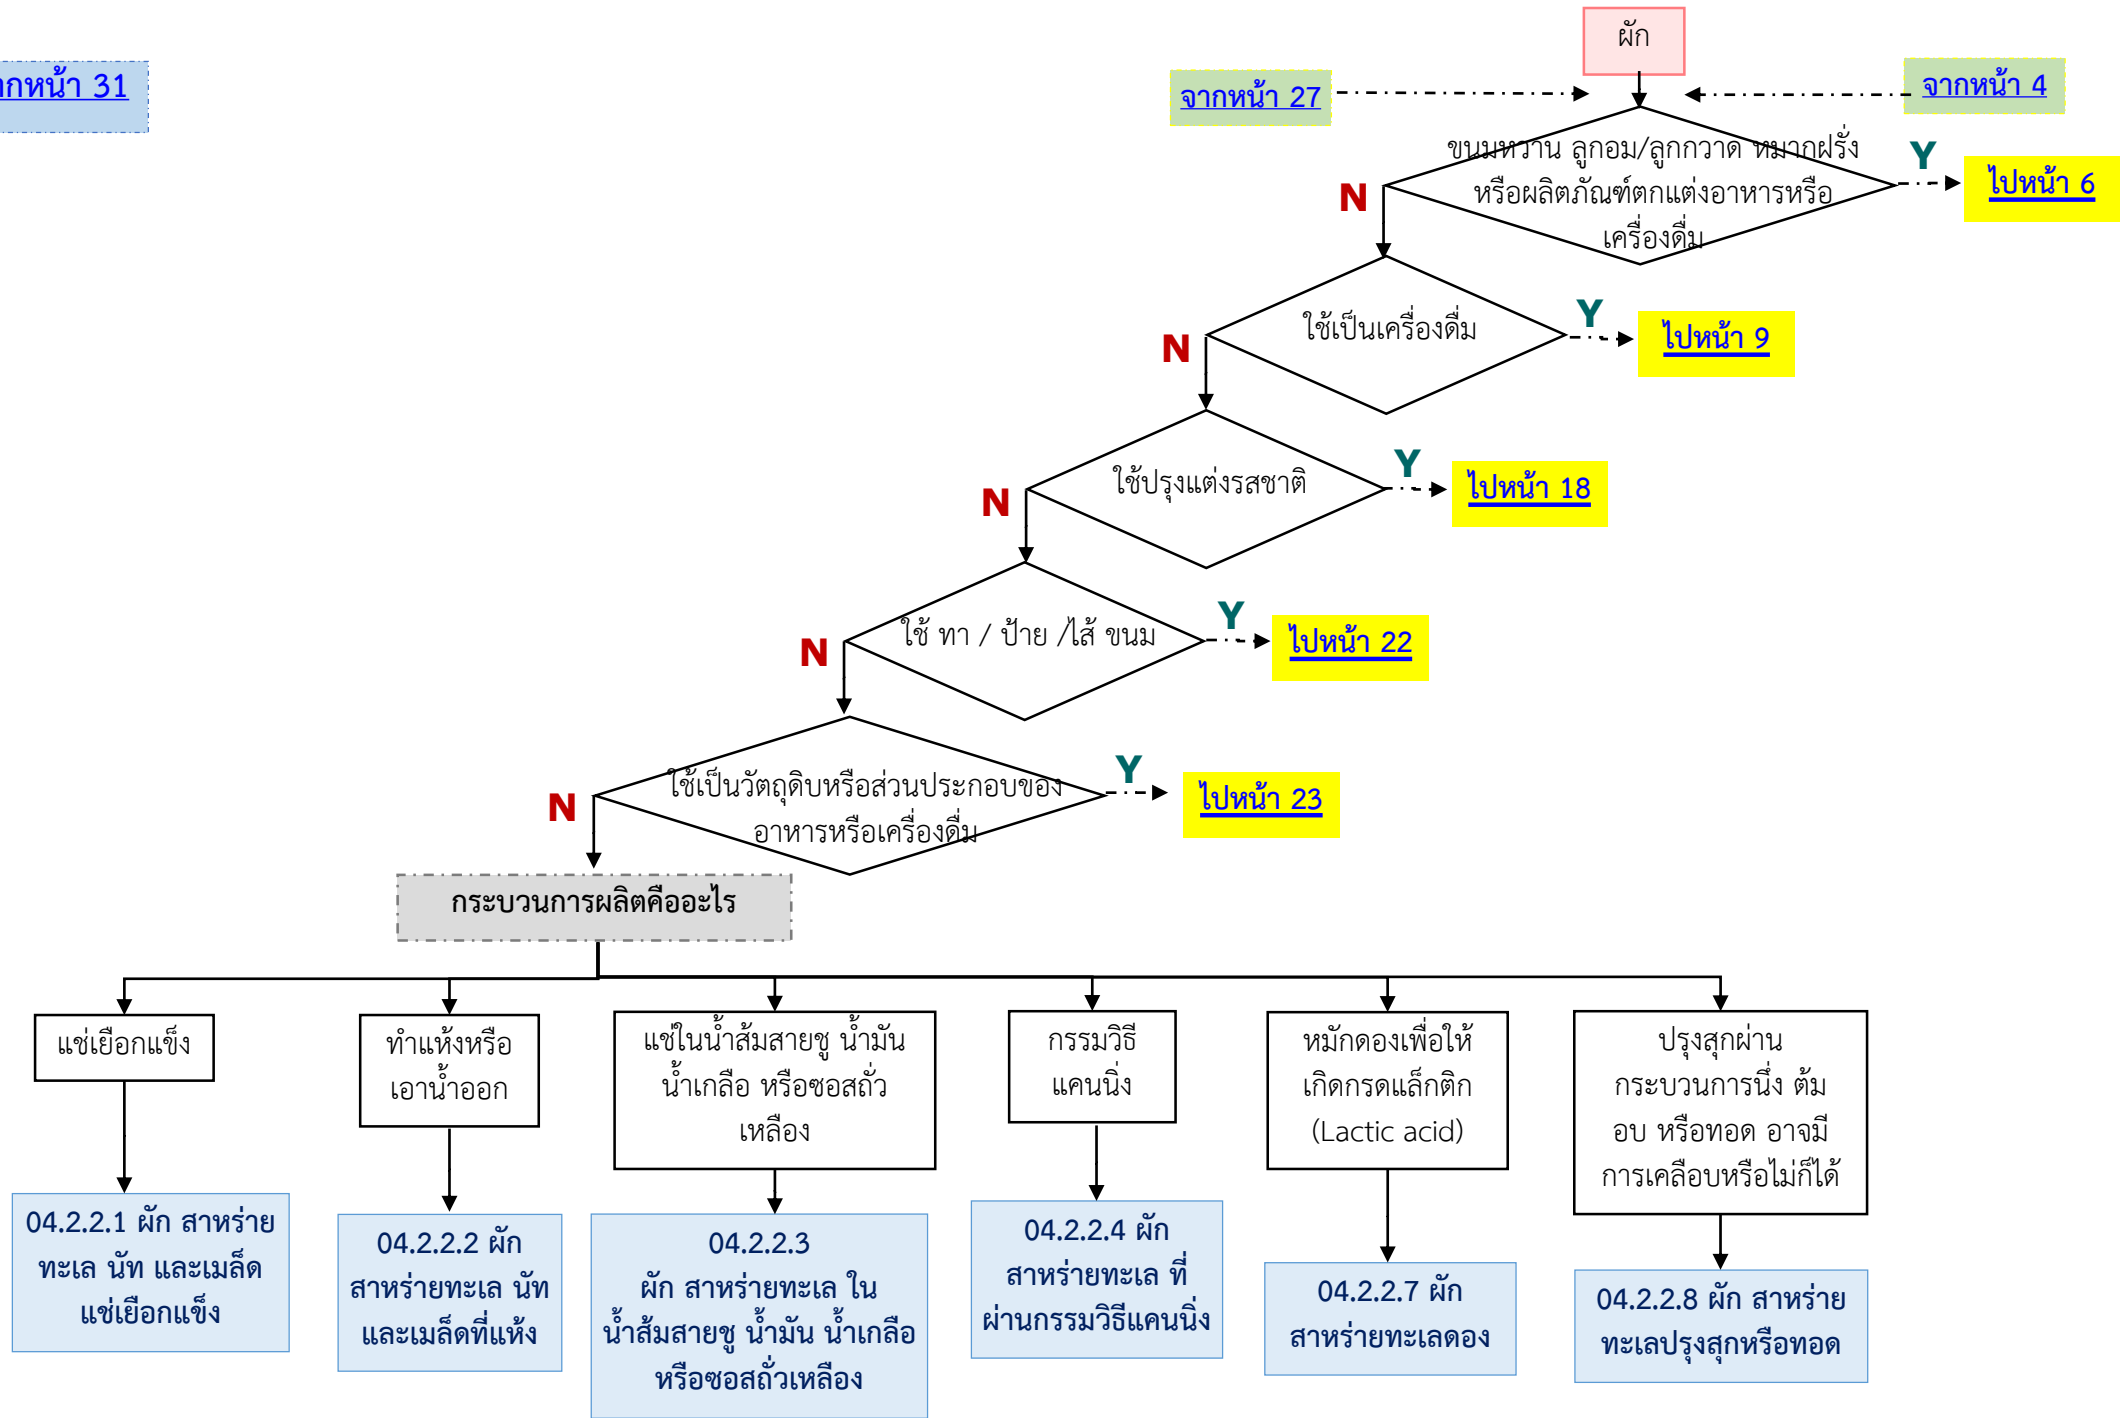 ผัก
จากหน้า 31
จากหน้า 27
จากหน้า 4
ขนมหวาน ลูกอม/ลูกกวาด หมากฝรั่ง
หรือผลิตภัณฑ์ตกแต่งอาหารหรือ
เครื่องดื่ม
Y
ไปหน้า 6
N
ใช้เป็นเครื่องดื่ม
Y
ไปหน้า 9
N
ใช้ปรุงแต่งรสชาติ
Y
ไปหน้า 18
N
ใช้ ทา / ป้าย /ไส้ ขนม
Y
ไปหน้า 22
N
ใช้เป็นวัตถุดิบหรือส่วนประกอบของ
อาหารหรือเครื่องดื่ม
Y
ไปหน้า 23
N
กระบวนการผลิตคืออะไร
แช่เยือกแข็ง
ทำแห้งหรือ
เอาน้ำออก
แช่ในน้ำส้มสายชู น้ำมัน
น้ำเกลือ หรือซอสถั่ว
เหลือง
กรรมวิธี
แคนนิ่ง
หมักดองเพื่อให้
เกิดกรดแล็กติก
(Lactic acid)
ปรุงสุกผ่าน
กระบวนการนึ่ง ต้ม
อบ หรือทอด อาจมี
การเคลือบหรือไม่ก็ได้
04.2.2.1 ผัก สาหร่าย
ทะเล นัท และเมล็ด
แช่เยือกแข็ง
04.2.2.2 ผัก
สาหร่ายทะเล นัท
และเมล็ดที่แห้ง
04.2.2.3
ผัก สาหร่ายทะเล ใน
น้ำส้มสายชู น้ำมัน น้ำเกลือ
หรือซอสถั่วเหลือง
04.2.2.4 ผัก
สาหร่ายทะเล ที่
ผ่านกรรมวิธีแคนนิ่ง
04.2.2.7 ผัก
สาหร่ายทะเลดอง
04.2.2.8 ผัก สาหร่าย
ทะเลปรุงสุกหรือทอด